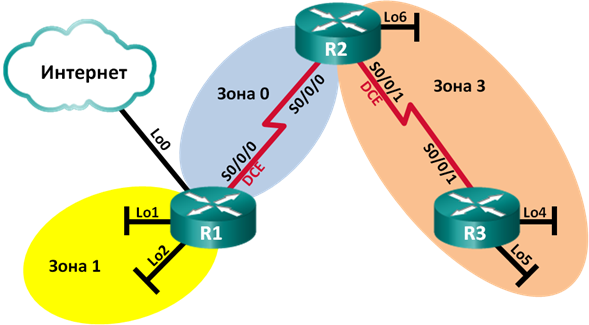 Lo6
R2
Интернет
Зона 0
S0/0/0
S0/0/1
DCE
Зона 3
Lo0
S0/0/0
DCE
S0/0/1
Lo1
R1
Lo2
Зона 1
Lo4
R3
Lo5